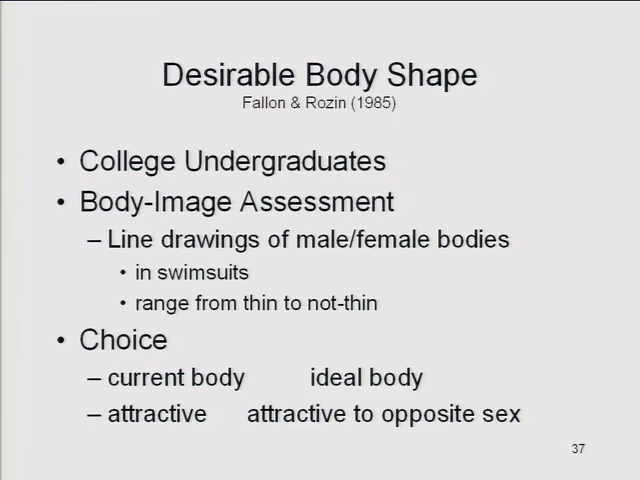 Desirable Body Shape
Fallon & Rozin (1985)
• College Undergraduates
• Body-Image Assessment
– Line drawings of male/female bodies
• in swimsuits
• range from thin to not-thin
• Choice
– current body ideal body
– attractive attractive to opposite sex
37